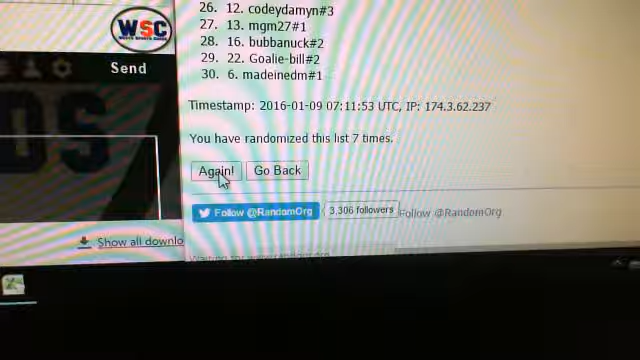 26. 12. codeydamyn#3
27. 13. mgm27#1
28. 16. bubbanuck#2
29. 22. Goalie-bill#2
30. 6. madeinedm#1
WSC
Send
Timestamp: 2016-01-09 07:11:53 UTC, IP: 174.3.62.237
You have randomized this list 7 times.
Again! Go Back
Follow @RandomOrg 3,306 followers Follow @RandomOrg
Show all downlo